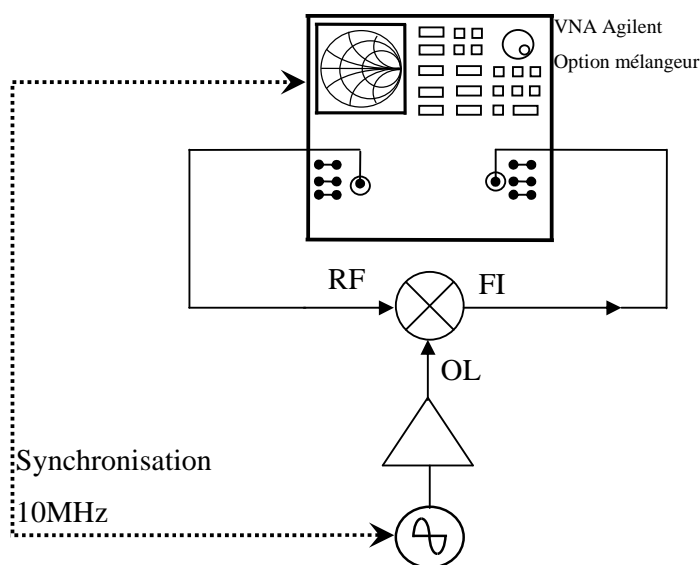 VNA Agilent
Option mélangeur
RF
FI
OL
Synchronisation
10MHz